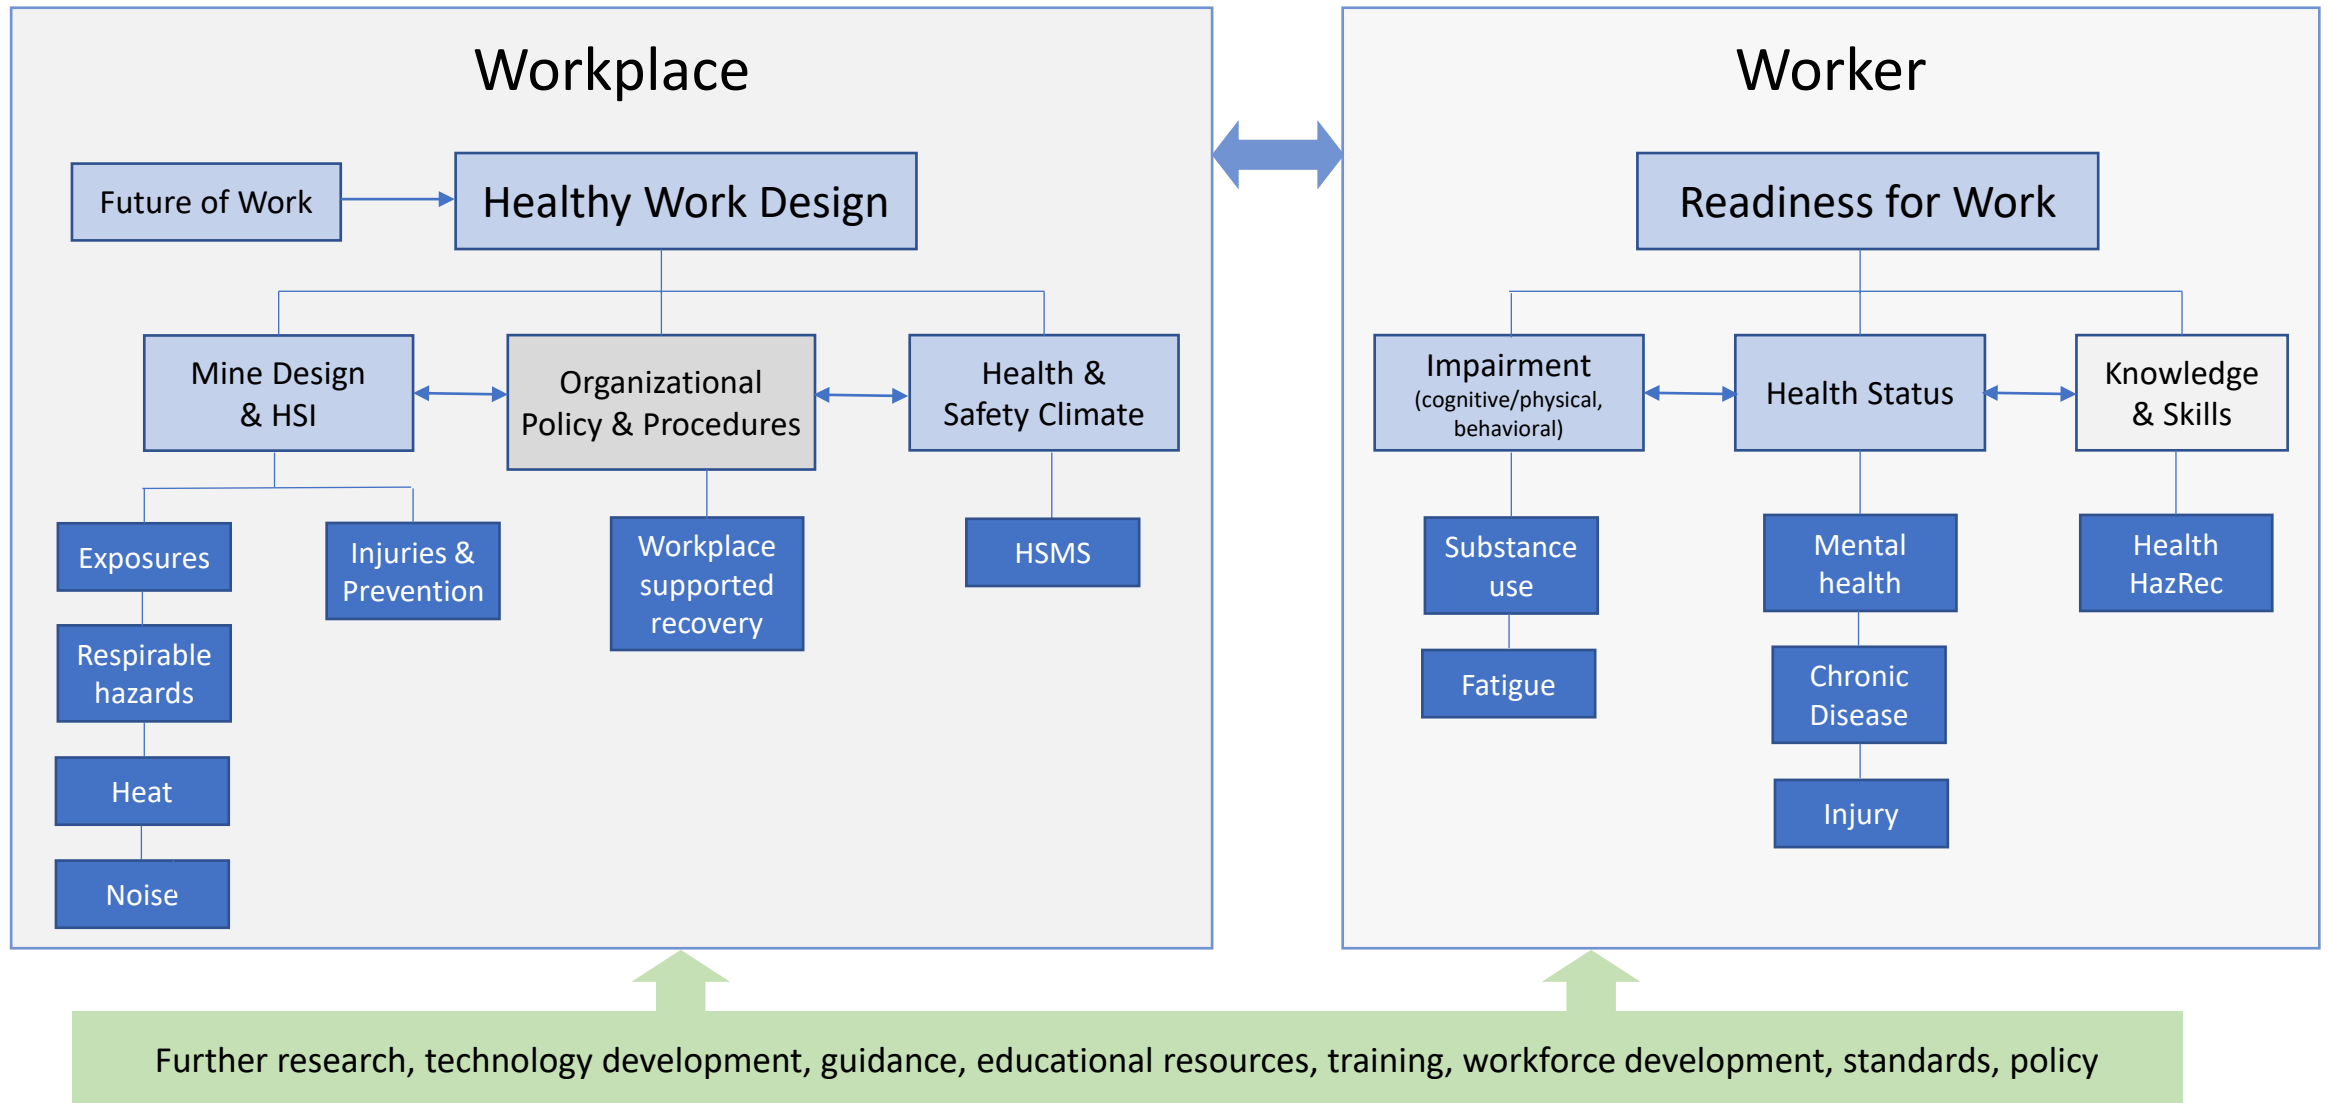 Workplace
Future of Work
Healthy Work Design
Mine Design
& HSI
Organizational
Policy & Procedures
Health &
Safety Climate
Exposures
Injuries &
Prevention
Workplace
supported
recovery
HSMS
Respirable
hazards
Heat
Noise
Worker
Readiness for Work
Impairment
(cognitive/physical,
behavioral)
Health Status
Knowledge
& Skills
Substance
use
Fatigue
Mental
health
Chronic
Disease
Injury
Health
HazRec
Further research, technology development, guidance, educational resources, training, workforce development, standards, policy